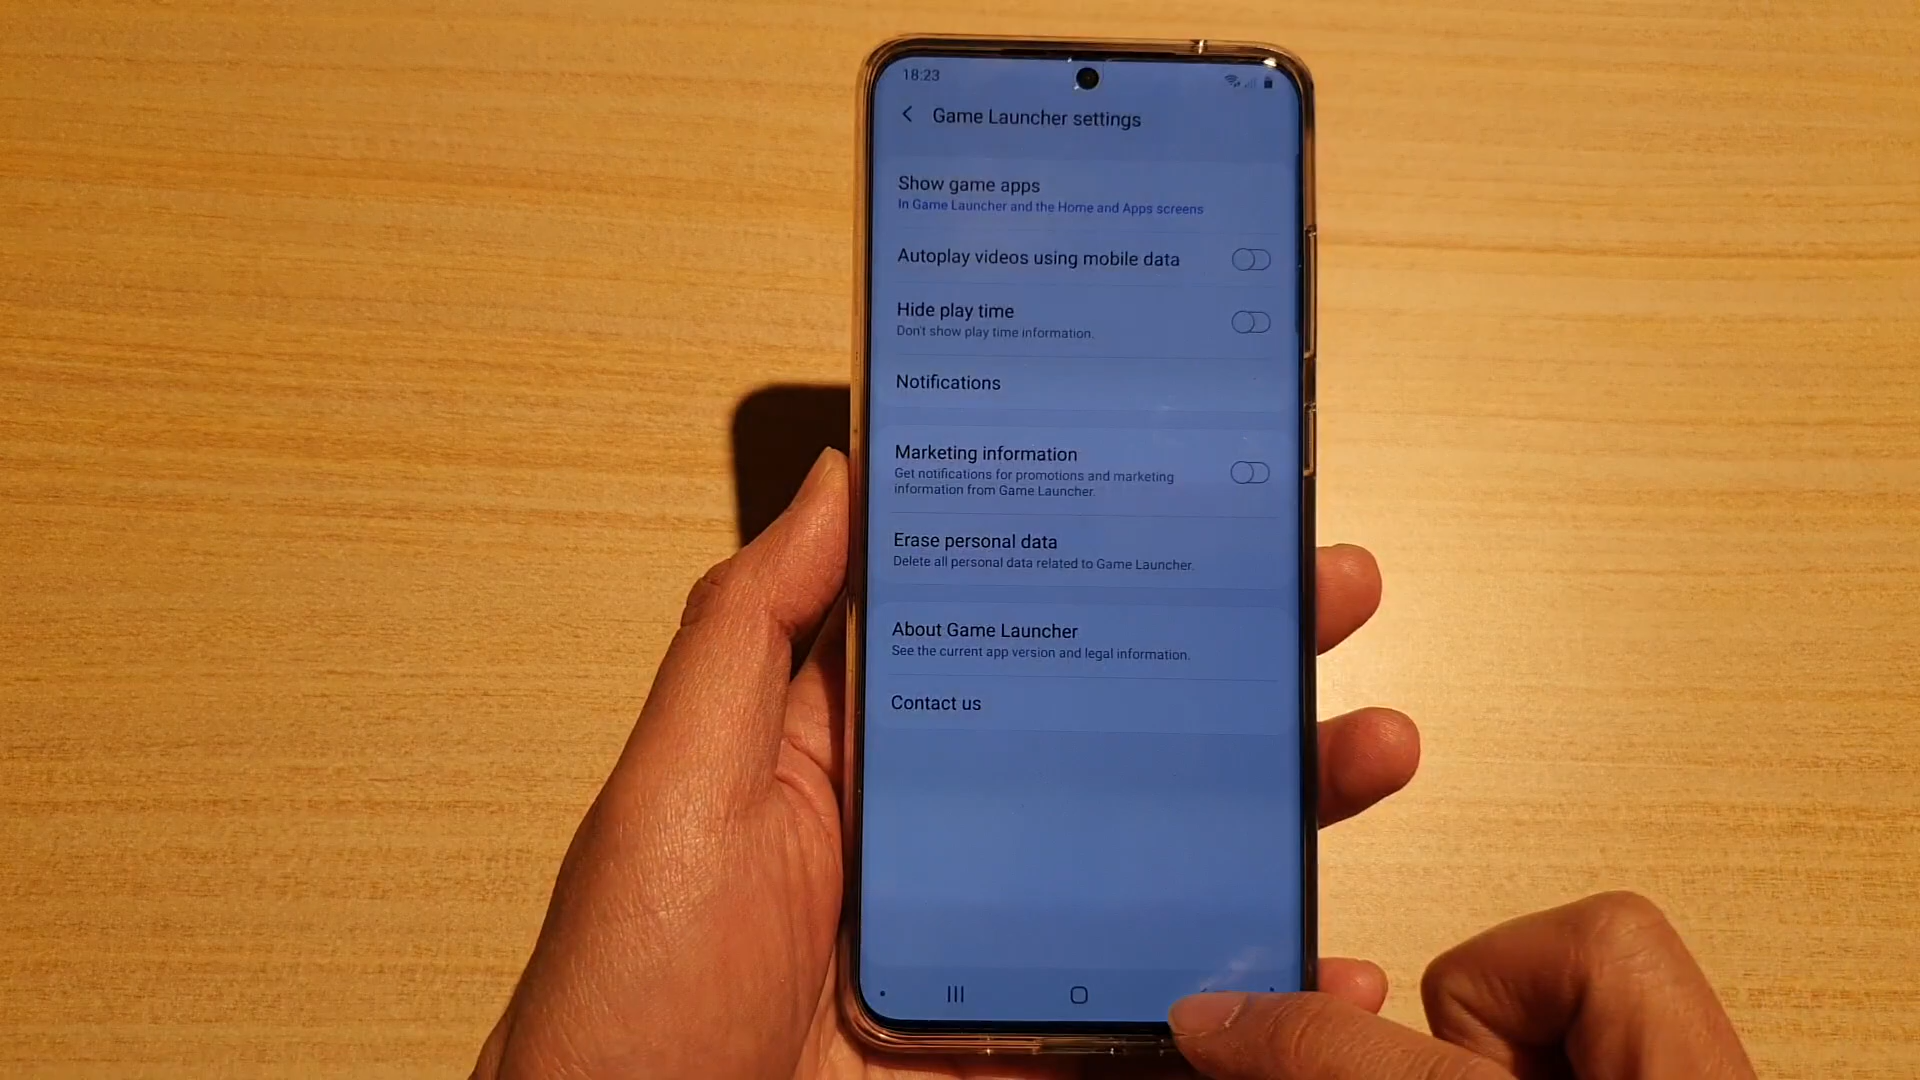 18:23
Game Launcher settings
Show game apps
In Game Launcher and the Home and Apps screens
Autoplay videos using mobile data
Hide play time
Don't show play time information.
Notifications
Marketing information
Get notifications for promotions and marketing
information from Game Launcher.
Erase personal data
Delete all personal data related to Game Launcher.
About Game Launcher
See the current app version and legal information.
Contact us